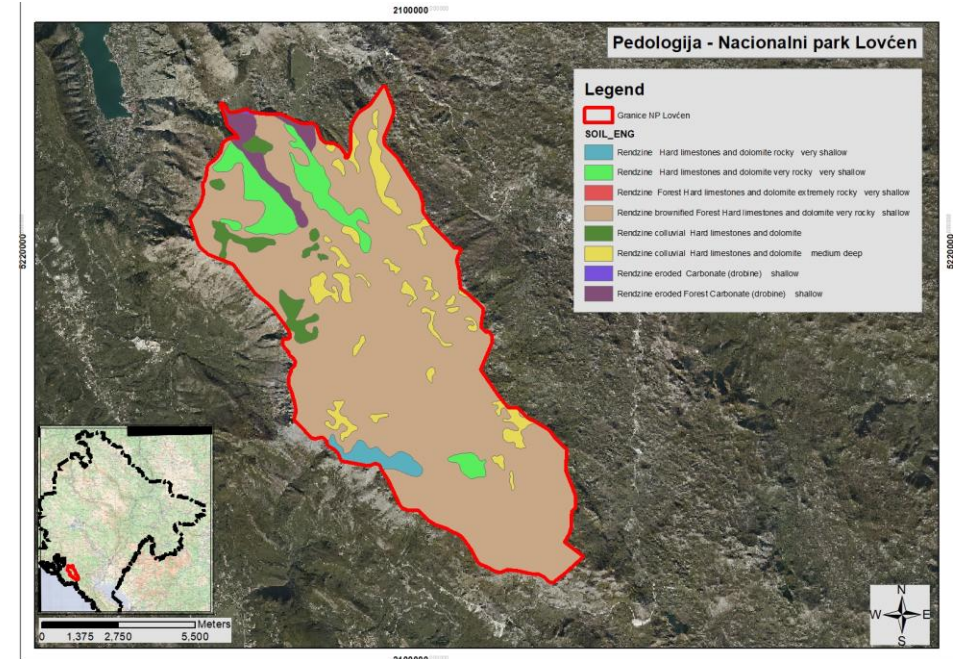 2100000
Pedologija - Nacionalni park Lovćen
Legend
Granice NP Lovćen
SOIL_ENG
Rendzine Hard limestones and dolomite rocky very shallow
Rendzine Hard limestones and dolomite very rocky very shallow
Rendzine Forest Hard limestones and dolomite extremely rocky very shallow
Rendzine brownified Forest Hard limestones and dolomite very rocky shallow
Rendzine colluvial Hard limestones and dolomite
Rendzine colluvial Hard limestones and dolomite medium deep
Rendzine eroded Carbonate (drobine) shallow
Rendzine eroded Forest Carbonate (drobine) shallow
5220000
5220000
Meters
0 1,375 2,750 5,500
N
W E
S
2100000